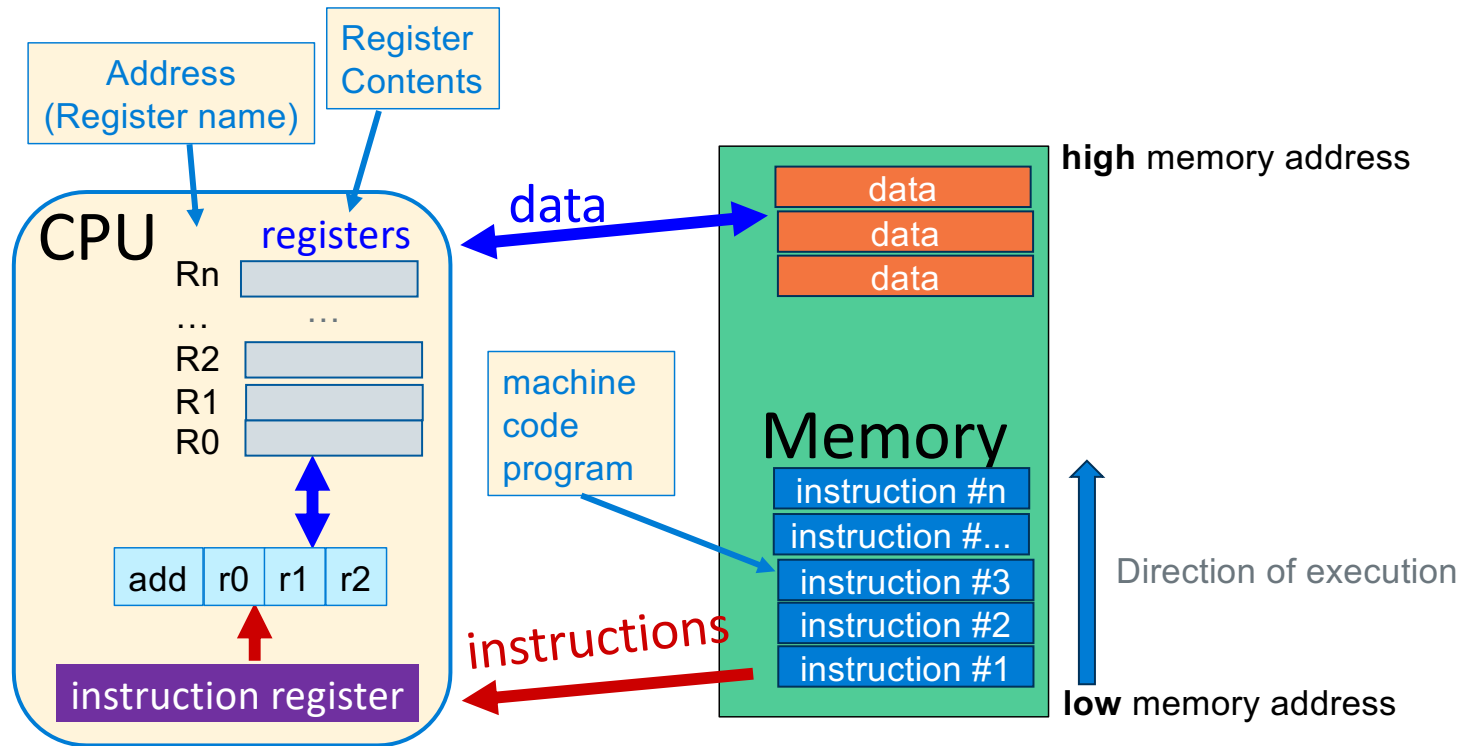 Address
(Register name)
Register
Contents
CPU
registers
Rn
...
...
R2
R1
R0
add r0 r1 r2
instruction register
data
instructions
machine
code
program
data
data
data
Memory
instruction #n
instruction #...
instruction #3
instruction #2
instruction #1
high memory address
Direction of execution
low memory address